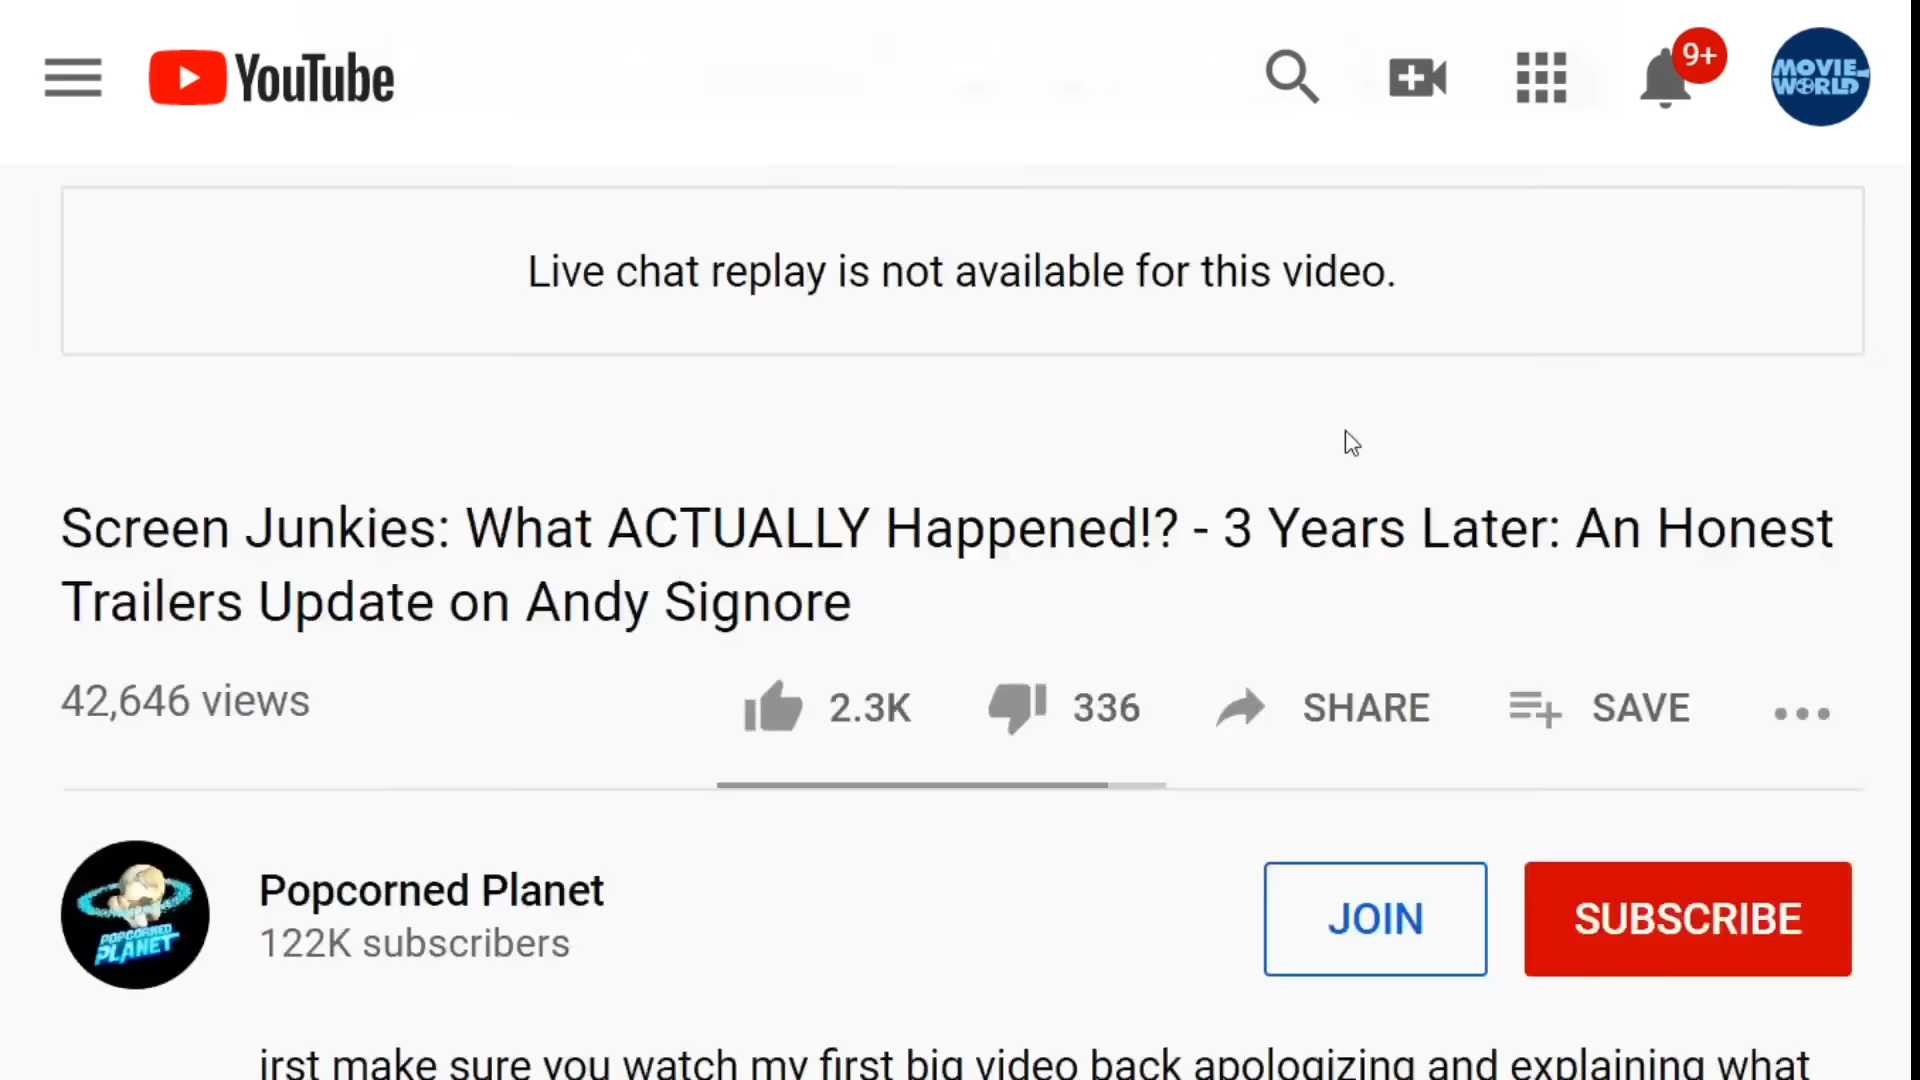 YouTube
9+
MOVIE-
WORLD
Live chat replay is not available for this video.
Screen Junkies: What ACTUALLY Happened!? - 3 Years Later: An Honest
Trailers Update on Andy Signore
42,646 views
2.3K
336
SHARE
SAVE
POPCORNED
PLANET
Popcorned Planet
122K subscribers
JOIN
SUBSCRIBE
irst make sure you watch my first big video back apologizing and explaining what